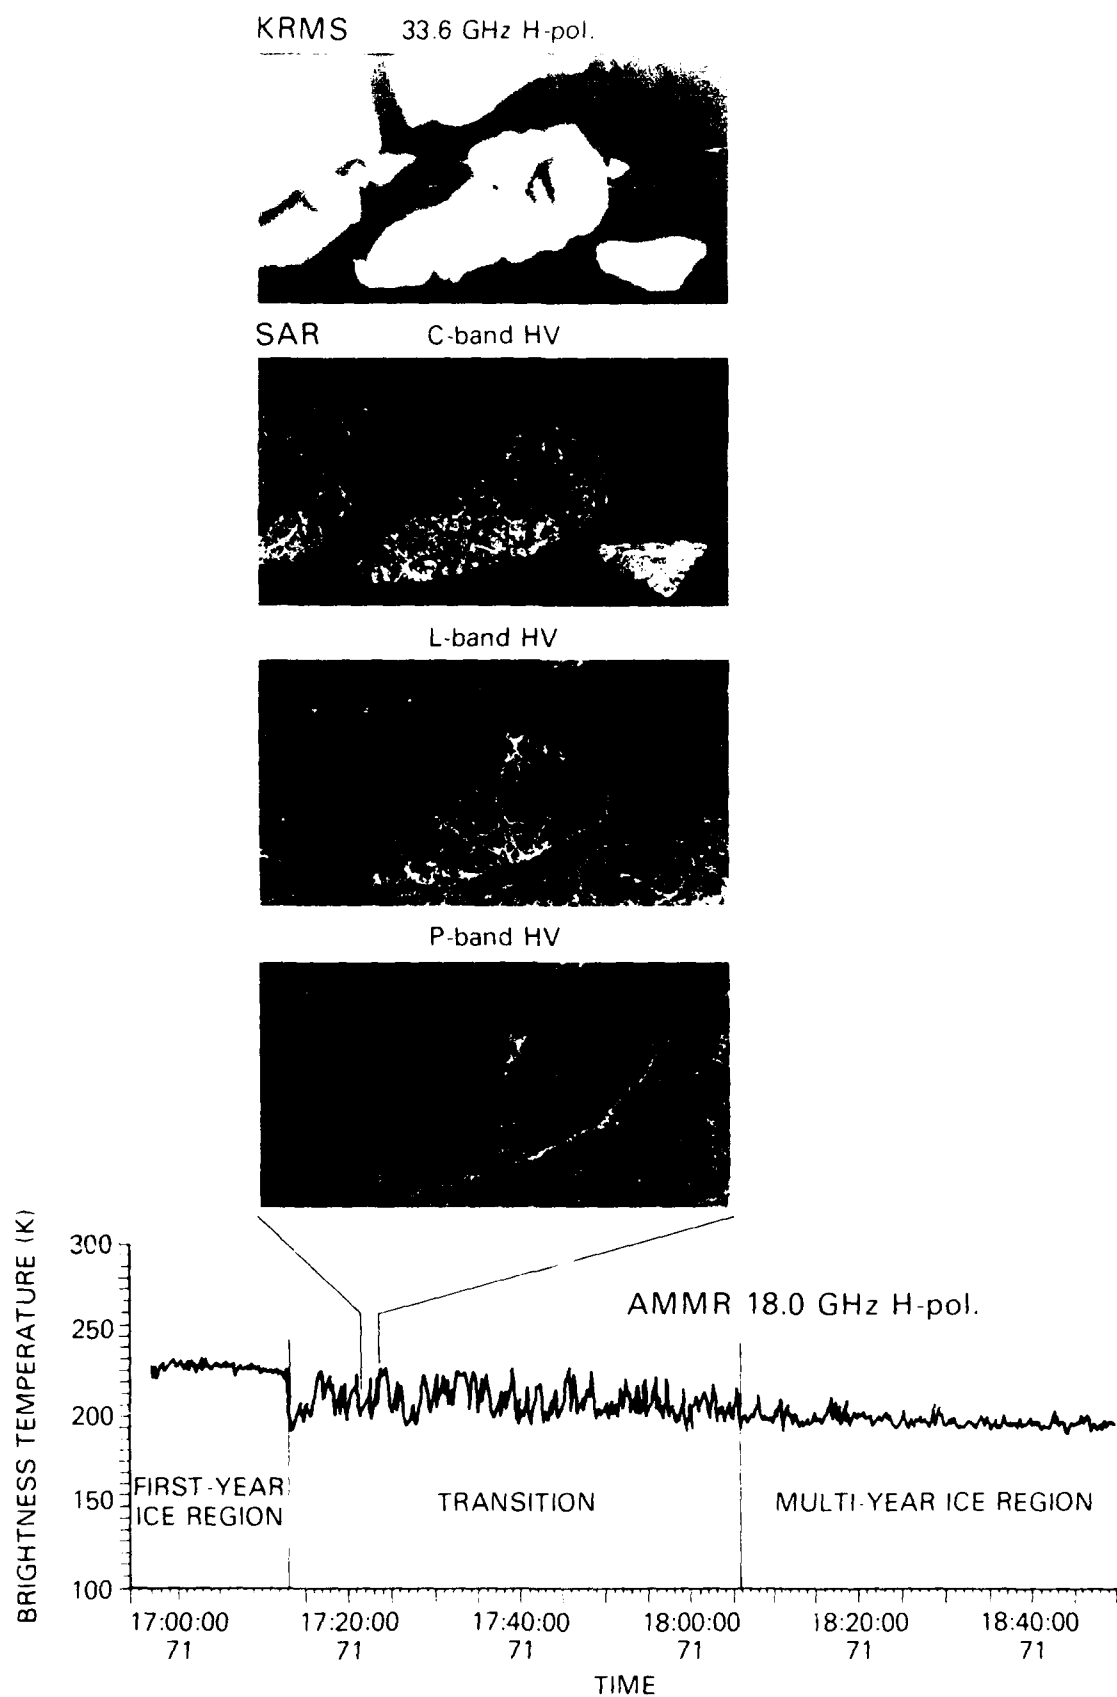 KRMS 33.6 GHz H-pol.
SAR C-band HV
L-band HV
P-band HV
BRIGHTNESS TEMPERATURE (K)
300
250
200
150
100
AMMR 18.0 GHz H-pol.
FIRST-YEAR
ICE REGION
TRANSITION
MULTI-YEAR ICE REGION
17:00:00 17:20:00 17:40:00 18:00:00 18:20:00 18:40:00
71 71 71 71 71 71
TIME